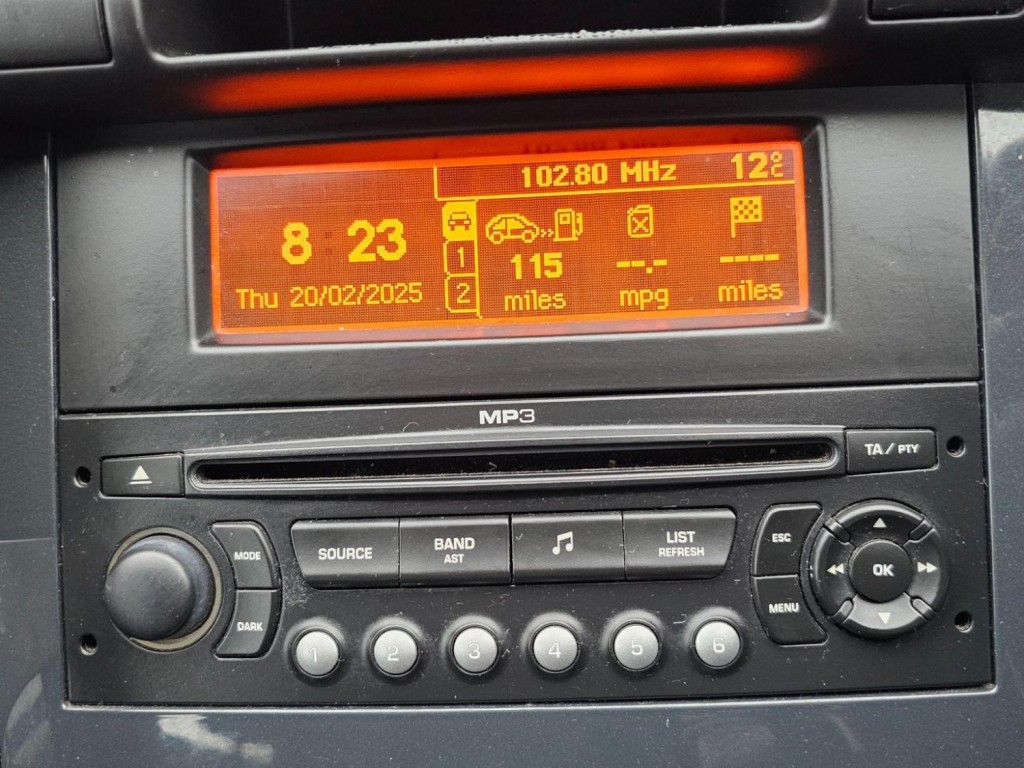 102.80 MHz
12°C
8:23
1
115
--.-
----
Thu 20/02/2025
2
miles
mpg
miles
MP3
TA/PTY
MODE
SOURCE
BAND
AST
LIST
REFRESH
ESC
OK
DARK
MENU
1
2
3
4
5
6